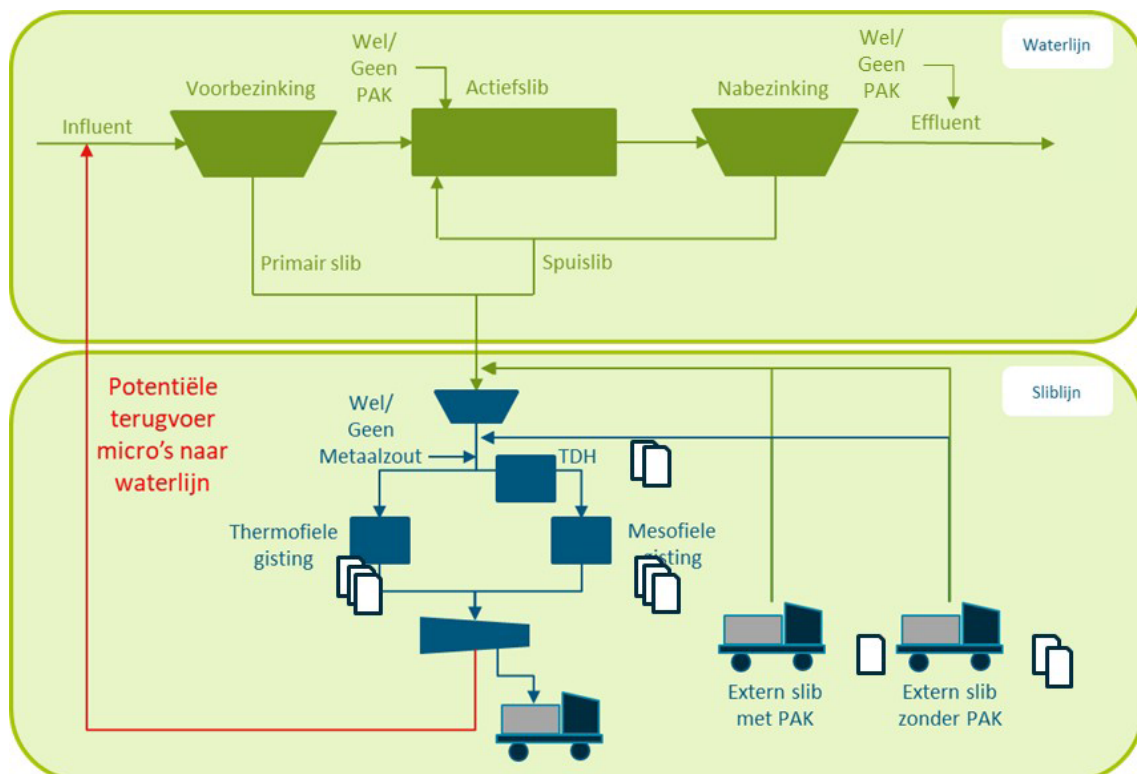 Waterlijn
Wel/
Geen
PAK
Wel/
Geen
PAK
Voorbezinking
Actiefslib
Nabezinking
Influent
Effluent
Primair slib
Spuislib
Sliblijn
Potentiële
terugvoer
micro's naar
waterlijn
Wel/
Geen
Metaalzout
TDH
Thermofiele
gisting
Mesofiele
gisting
Extern slib
met PAK
Extern slib
zonder PAK